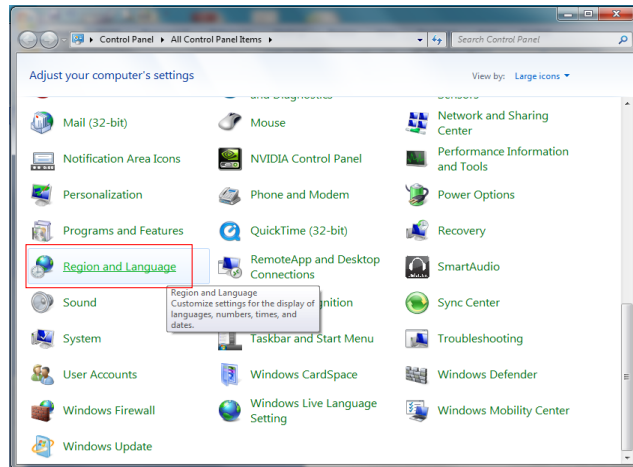 Control Panel ▸ All Control Panel Items ▸
Search Control Panel
Adjust your computer's settings
View by: Large icons
and Diagnostics
Sensors
Mail (32-bit)
Mouse
Network and Sharing
Center
Notification Area Icons
NVIDIA Control Panel
Performance Information
and Tools
Personalization
Phone and Modem
Power Options
Programs and Features
QuickTime (32-bit)
Recovery
Region and Language
RemoteApp and Desktop
Connections
SmartAudio
Region and Language
Customize settings for the display of
languages, numbers, times, and
dates.
Sound
gnition
Sync Center
System
Taskbar and Start Menu
Troubleshooting
User Accounts
Windows CardSpace
Windows Defender
Windows Firewall
Windows Live Language
Setting
Windows Mobility Center
Windows Update